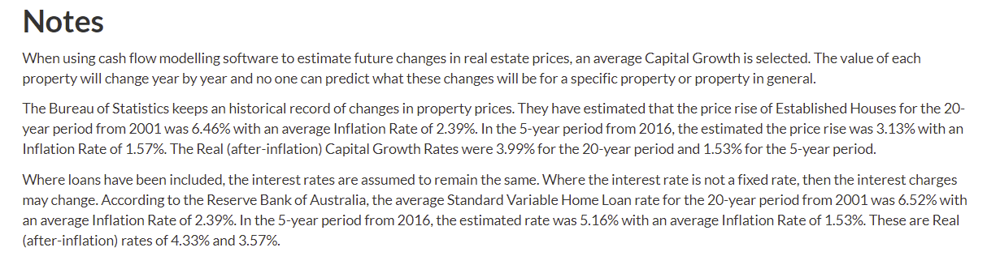 Notes
When using cash flow modelling software to estimate future changes in real estate prices, an average Capital Growth is selected. The value of each
property will change year by year and no one can predict what these changes will be for a specific property or property in general.
The Bureau of Statistics keeps an historical record of changes in property prices. They have estimated that the price rise of Established Houses for the 20-
year period from 2001 was 6.46% with an average Inflation Rate of 2.39%. In the 5-year period from 2016, the estimated the price rise was 3.13% with an
Inflation Rate of 1.57%. The Real (after-inflation) Capital Growth Rates were 3.99% for the 20-year period and 1.53% for the 5-year period.
Where loans have been included, the interest rates are assumed to remain the same. Where the interest rate is not a fixed rate, then the interest charges
may change. According to the Reserve Bank of Australia, the average Standard Variable Home Loan rate for the 20-year period from 2001 was 6.52% with
an average Inflation Rate of 2.39%. In the 5-year period from 2016, the estimated rate was 5.16% with an average Inflation Rate of 1.53%. These are Real
(after-inflation) rates of 4.33% and 3.57%.